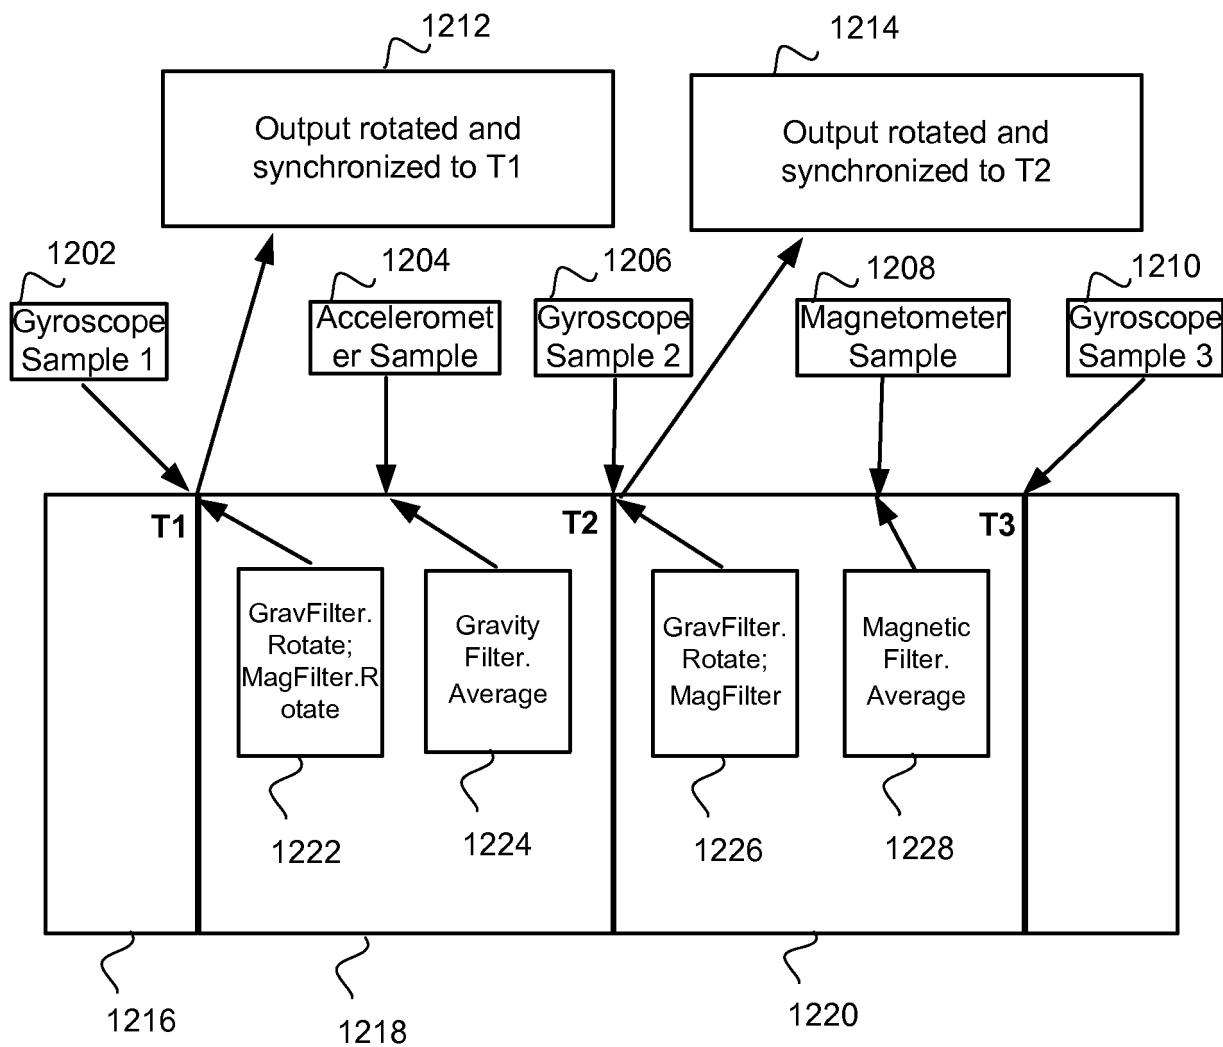 1212
1214
Output rotated and
synchronized to T1
Output rotated and
synchronized to T2
1202
1204
1206
1208
1210
Gyroscope
Sample 1
Acceleromet
er Sample
Gyroscope
Sample 2
Magnetometer
Sample
Gyroscope
Sample 3
T1
T2
T3
GravFilter.
Rotate;
MagFilter.R
otate
Gravity
Filter.
Average
GravFilter.
Rotate;
MagFilter
Magnetic
Filter.
Average
1222
1224
1226
1228
1216
1218
1220